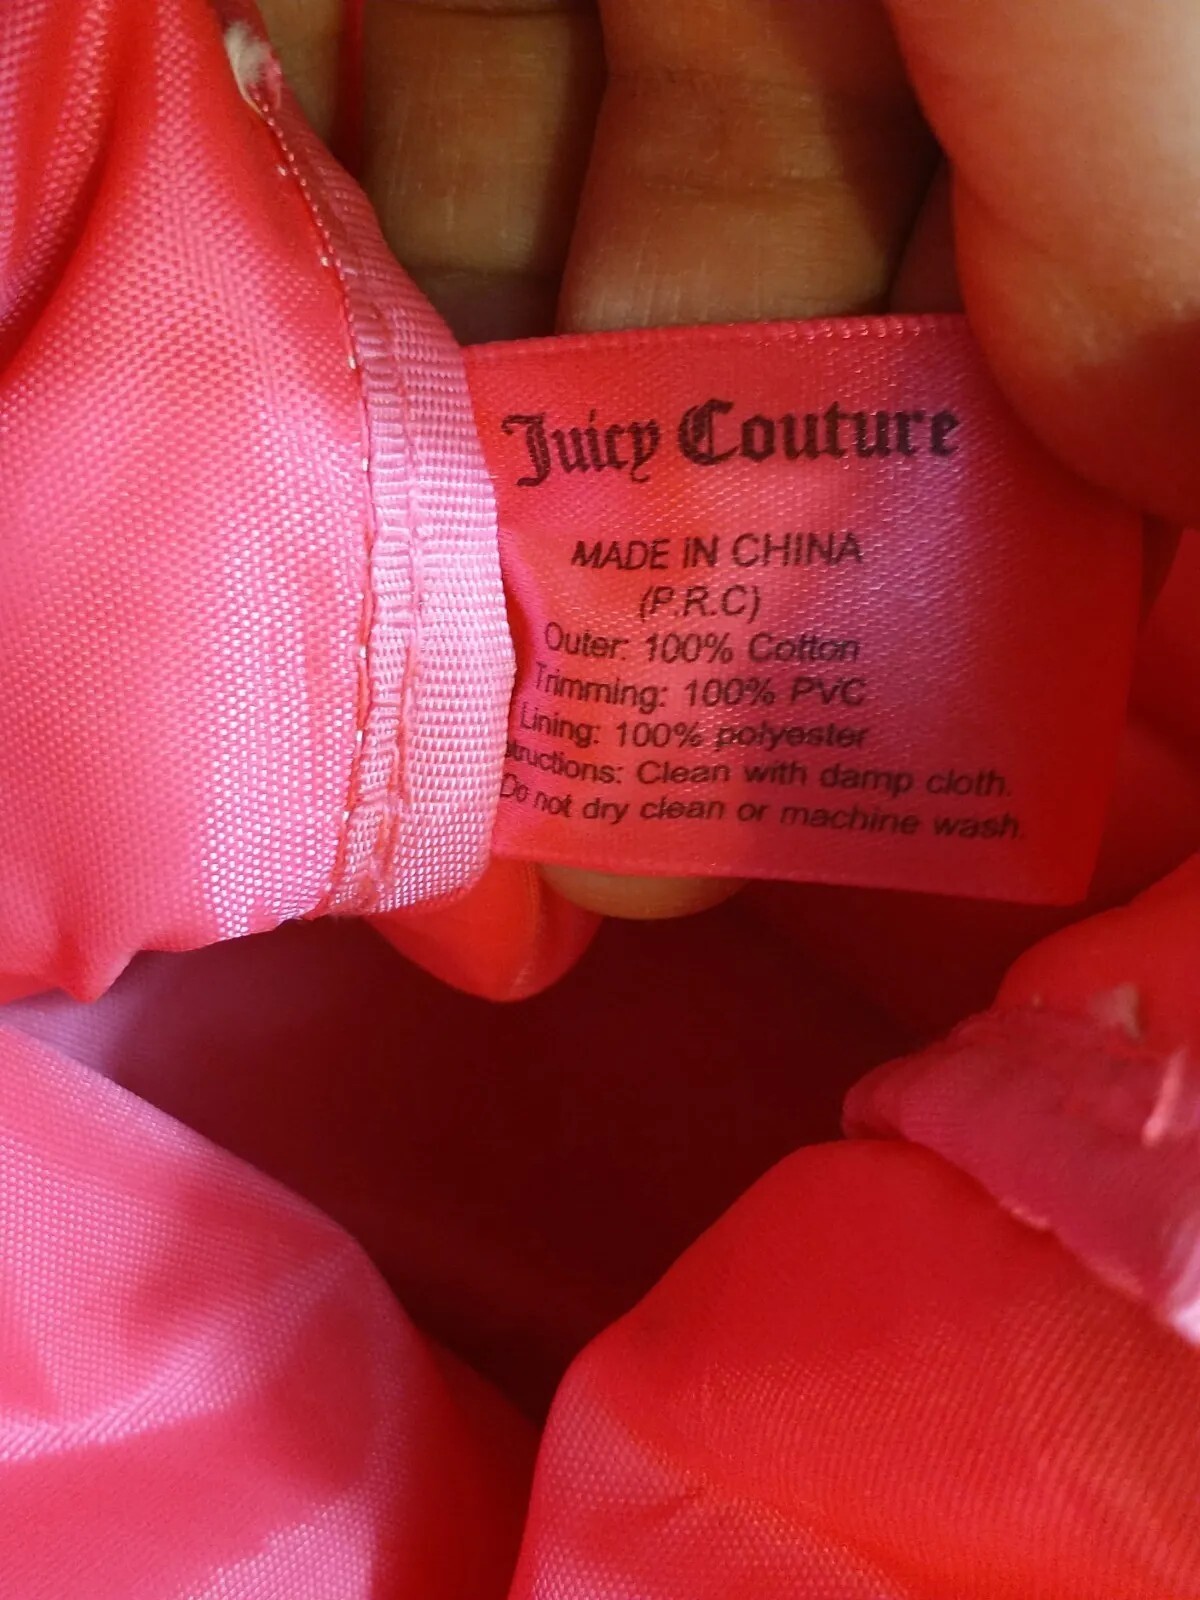 Juicy Couture
MADE IN CHINA
(P.R.C)
Outer: 100% Cotton
Trimming: 100% PVC
Lining: 100% polyester
structions: Clean with damp cloth.
Do not dry clean or machine wash.